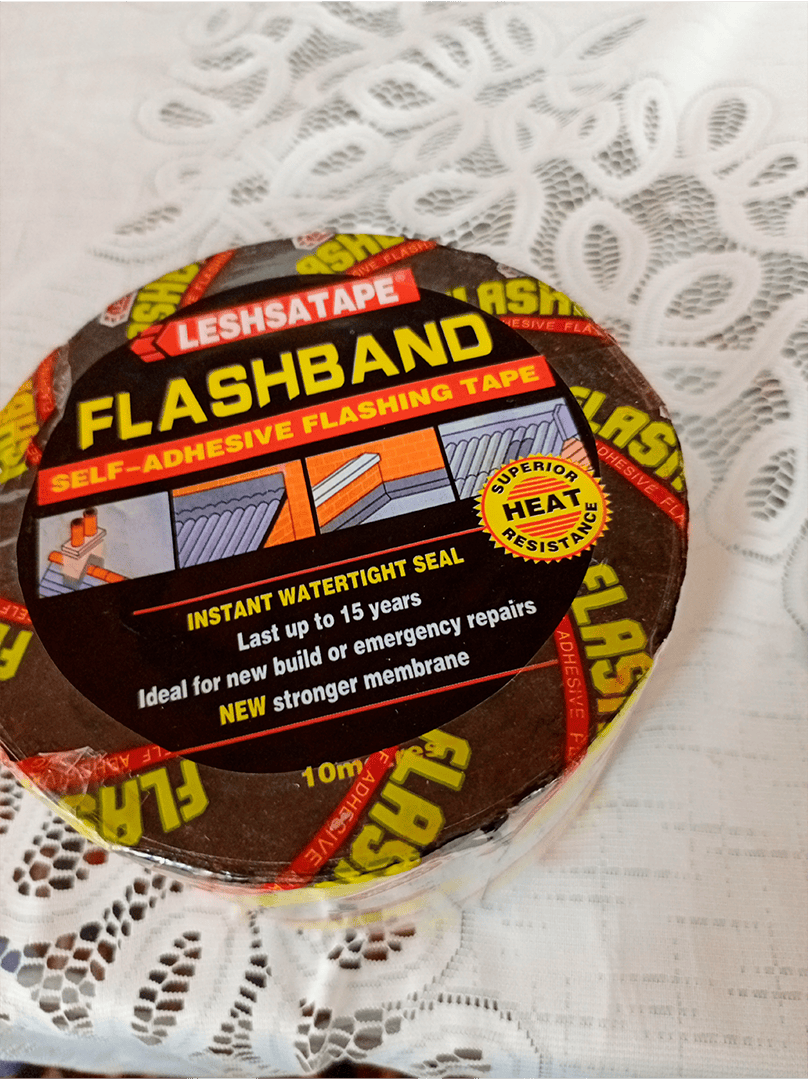 LESHSATAPE®
FLASHBAND
SELF-ADHESIVE FLASHING TAPE
SUPERIOR
HEAT
RESISTANCE
INSTANT WATERTIGHT SEAL
Last up to 15 years
Ideal for new build or emergency repairs
NEW stronger membrane